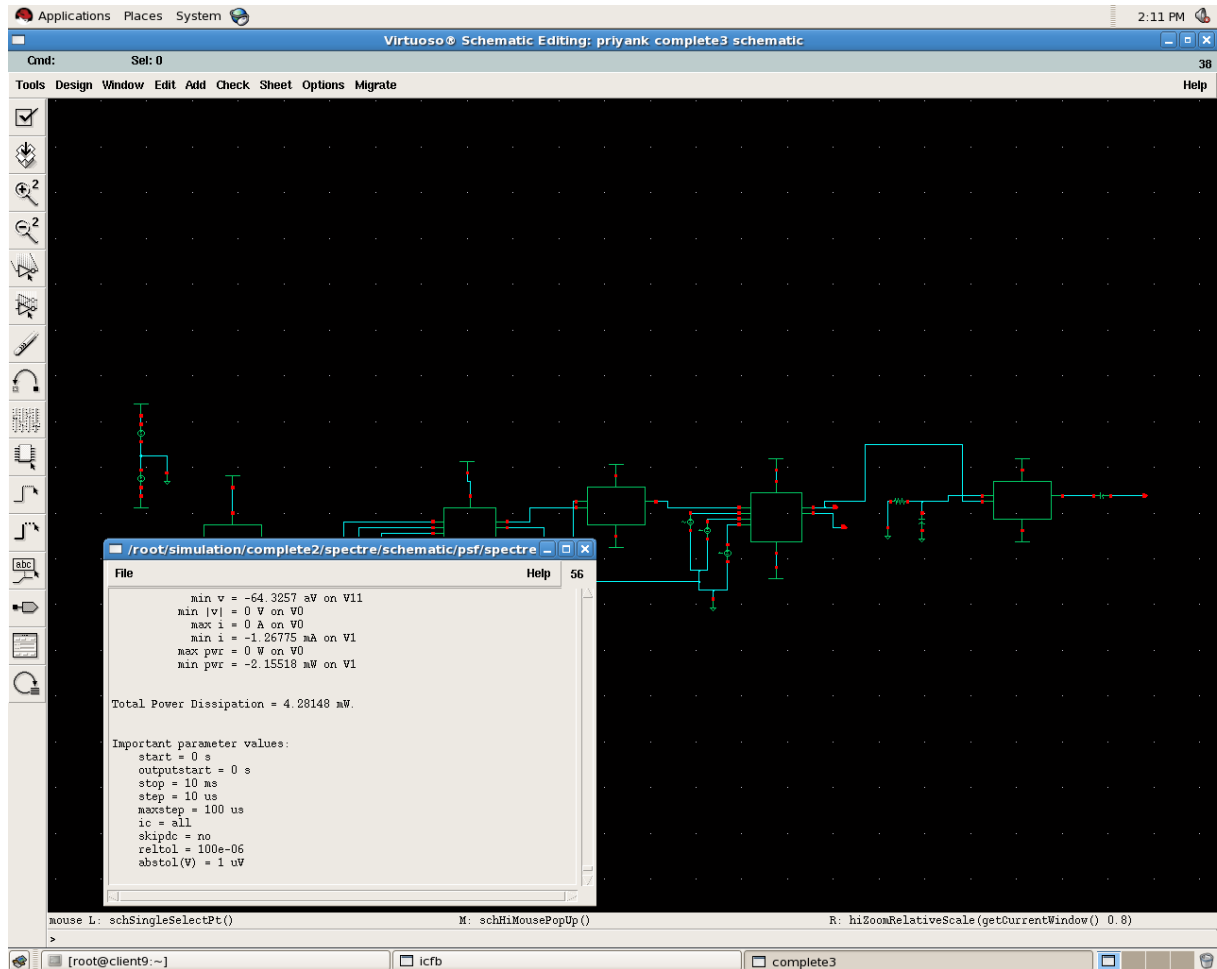 Applications Places System 2:11 PM
Virtuoso® Schematic Editing: priyank complete3 schematic
Cmd: Sel: 0 38
Tools Design Window Edit Add Check Sheet Options Migrate Help
2
2
abc
/root/simulation/complete2/spectre/schematic/psf/spectre
File Help 56
min v = -64.3257 aV on V11
min |v| = 0 V on V0
max i = 0 A on V0
min i = -1.26775 mA on V1
max pwr = 0 W on V0
min pwr = -2.15518 mW on V1
Total Power Dissipation = 4.28148 mW.
Important parameter values:
start = 0 s
outputstart = 0 s
stop = 10 ms
step = 10 us
maxstep = 100 us
ic = all
skipdc = no
reltol = 100e-06
abstol(V) = 1 uV
mouse L: schSingleSelectPt() M: schHiMousePopUp() R: hiZoomRelativeScale(getCurrentWindow() 0.8)
>
[root@client9:~] icfb complete3